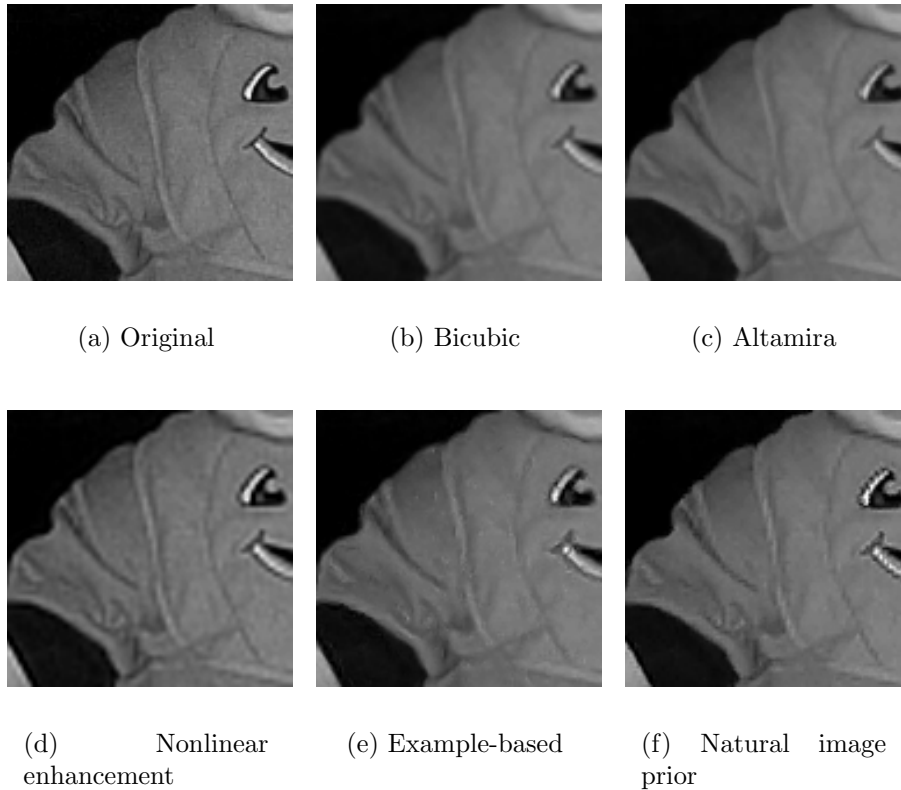 (a) Original
(b) Bicubic
(c) Altamira
(d) Nonlinear
enhancement
(e) Example-based
(f) Natural image
prior